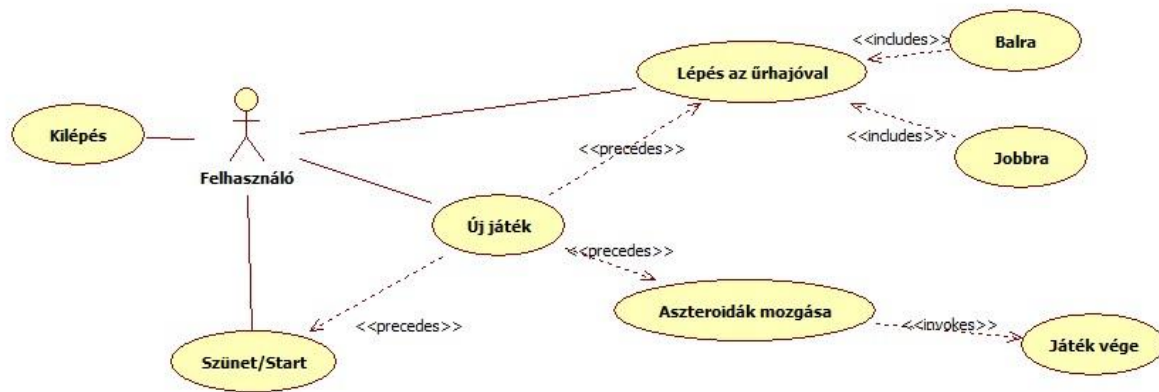 <<includes>>
Balra
Lépés az űrhajóval
Kilépés
<<precedes>>
<<includes>>
Jobbra
Felhasználó
Új játék
<<precedes>>
Aszteroidák mozgása
<<precedes>>
<<invokes>>
Játék vége
Szünet/Start